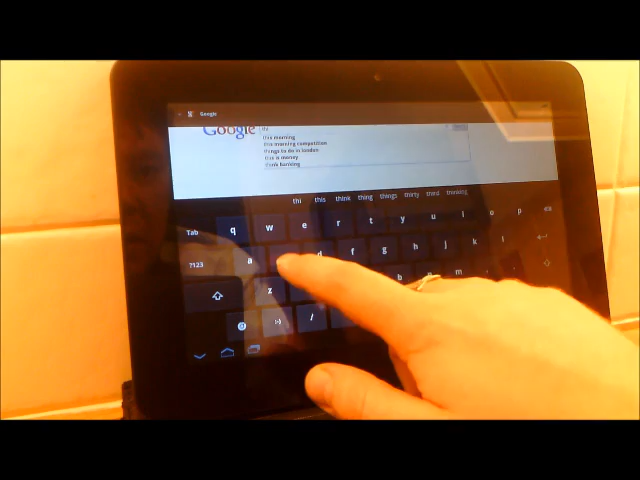 Google
Google thi
this morning
this morning competition
things to do in london
this is money
think banking
thi this think thing things thirty third thinking
Tab q w e r t y u i o p
?123 a d f g h j k l
z b n m
:-) /